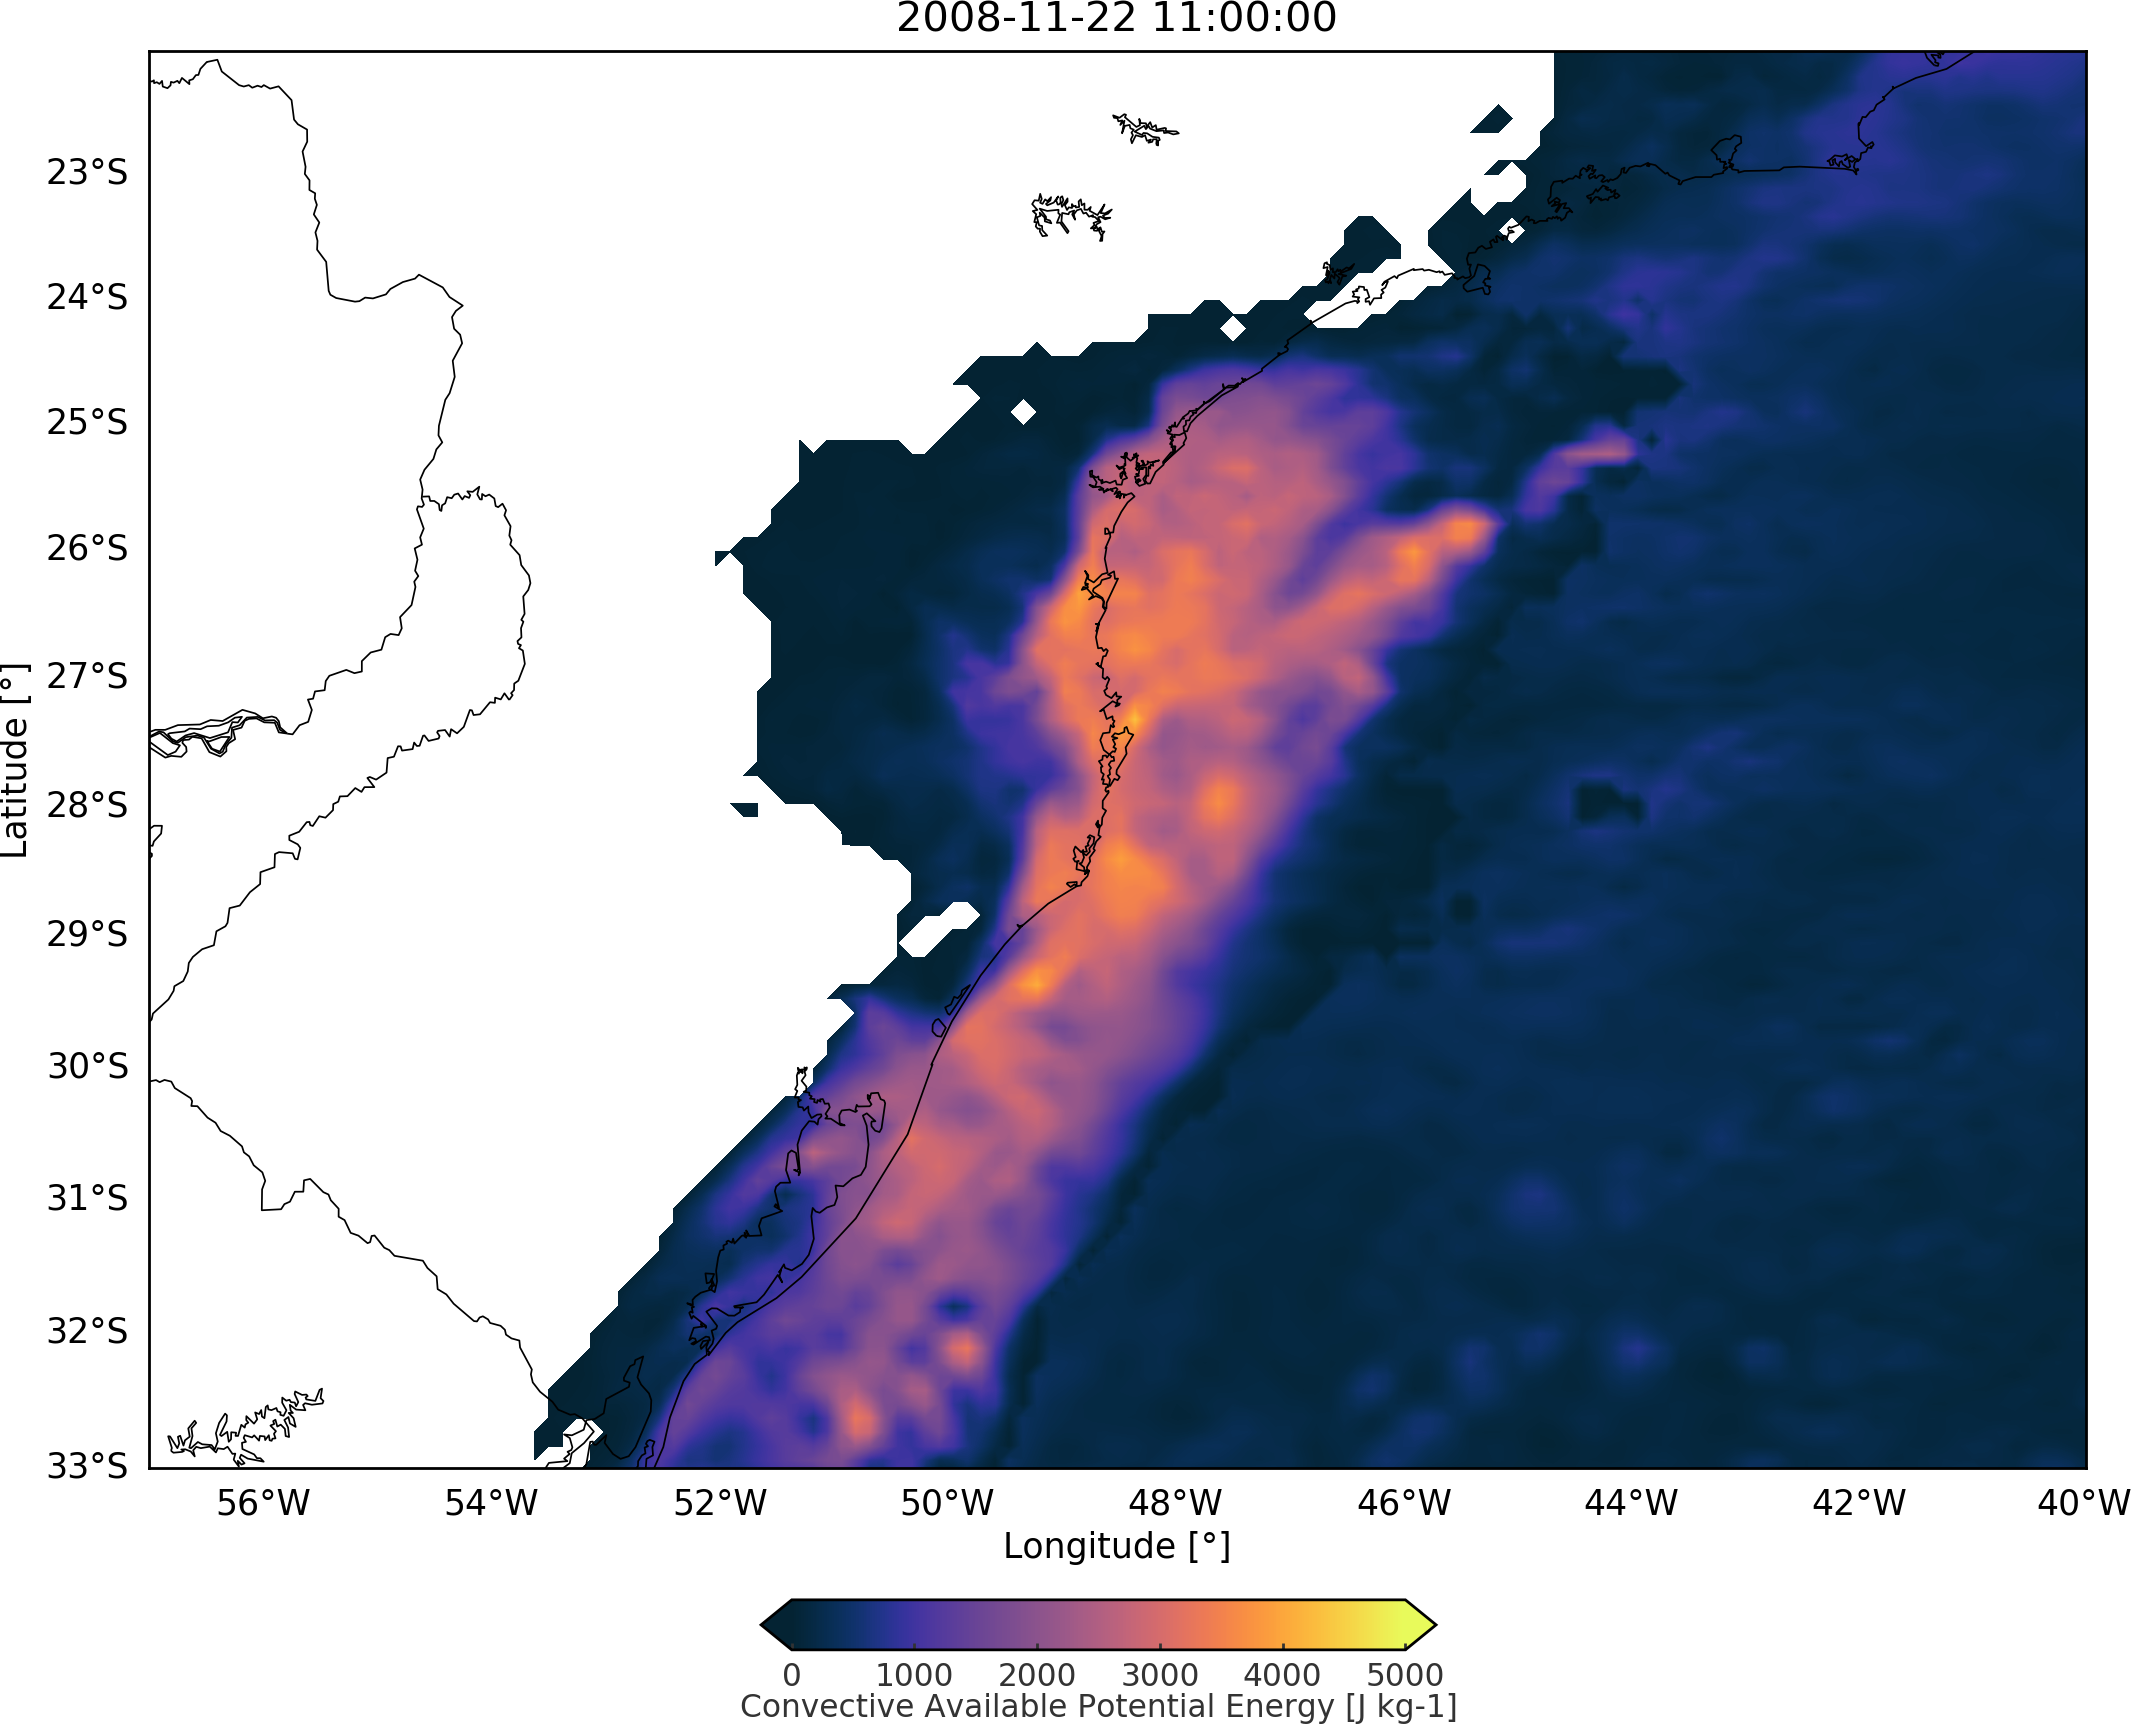 2008-11-22 11:00:00
23°S
24°S
25°S
26°S
27°S
28°S
29°S
30°S
31°S
32°S
33°S
Latitude [°]
56°W 54°W 52°W 50°W 48°W 46°W 44°W 42°W 40°W
Longitude [°]
0 1000 2000 3000 4000 5000
Convective Available Potential Energy [J kg-1]